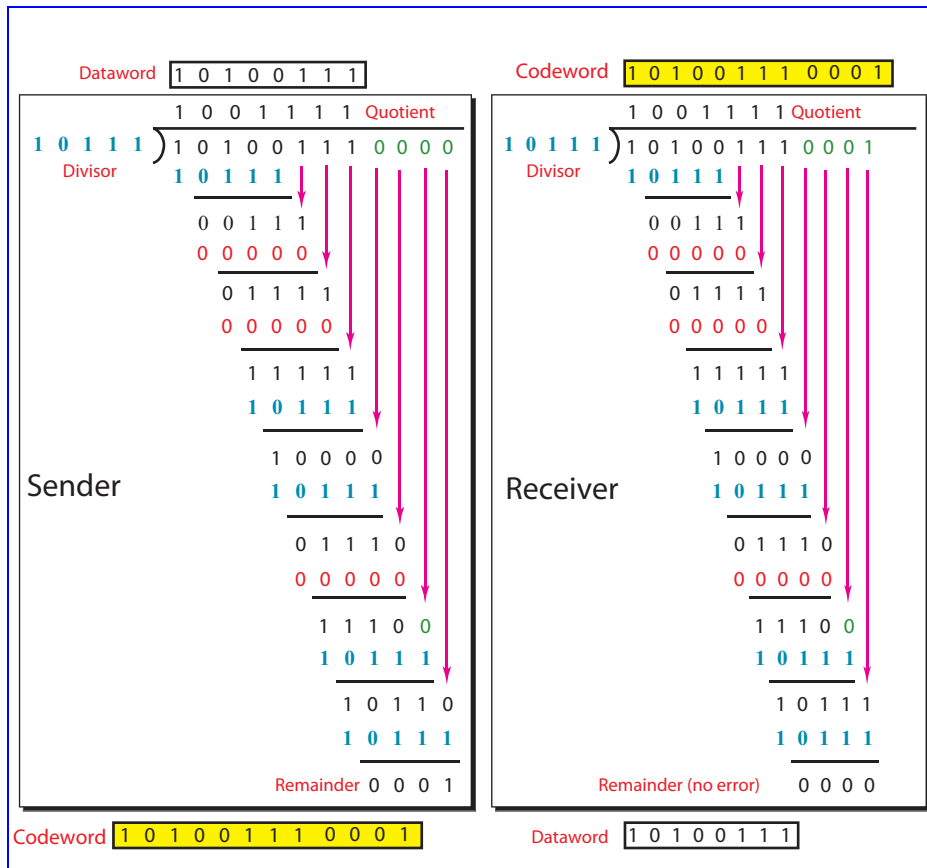 Dataword 1 0 1 0 0 1 1 1
1 0 0 1 1 1 1 Quotient
1 0 1 1 1 1 0 1 0 0 1 1 1 0 0 0 0
Divisor
1 0 1 1 1
0 0 1 1 1
0 0 0 0 0
0 1 1 1 1
0 0 0 0 0
1 1 1 1 1
1 0 1 1 1
1 0 0 0 0
Sender
1 0 1 1 1
0 1 1 1 0
0 0 0 0 0
1 1 1 0 0
1 0 1 1 1
1 0 1 1 0
1 0 1 1 1
Remainder 0 0 0 1
Codeword 1 0 1 0 0 1 1 1 0 0 0 1
Codeword 1 0 1 0 0 1 1 1 0 0 0 1
1 0 0 1 1 1 1 Quotient
1 0 1 1 1 1 0 1 0 0 1 1 1 0 0 0 1
Divisor
1 0 1 1 1
0 0 1 1 1
0 0 0 0 0
0 1 1 1 1
0 0 0 0 0
1 1 1 1 1
1 0 1 1 1
1 0 0 0 0
Receiver
1 0 1 1 1
0 1 1 1 0
0 0 0 0 0
1 1 1 0 0
1 0 1 1 1
1 0 1 1 1
1 0 1 1 1
Remainder (no error) 0 0 0 0
Dataword 1 0 1 0 0 1 1 1